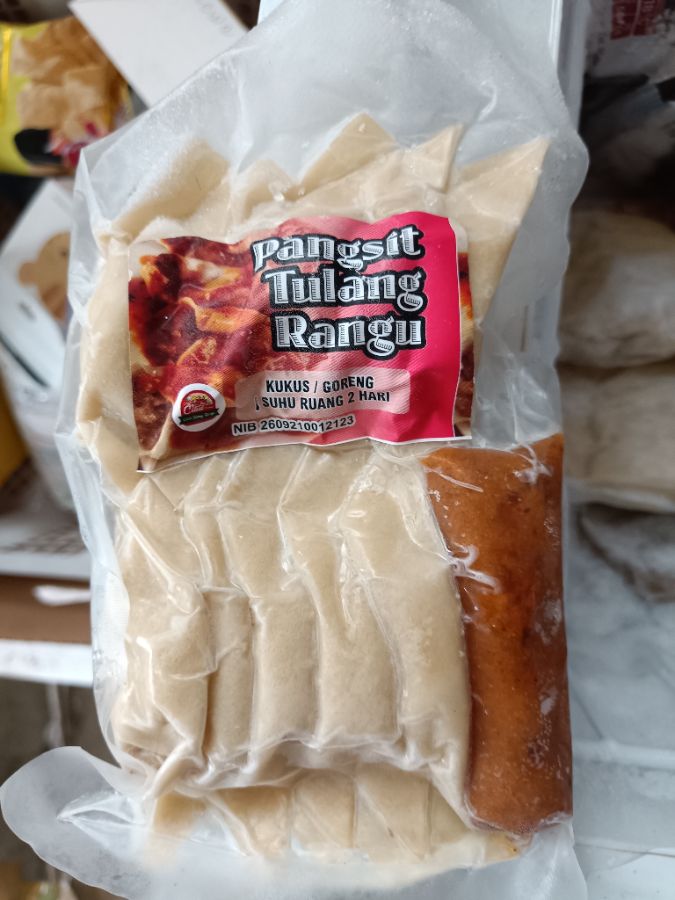 Pangsit
Tulang
Rangu
KUKUS / GORENG
SUHU RUANG 2 HARI
NIB 2609210012123